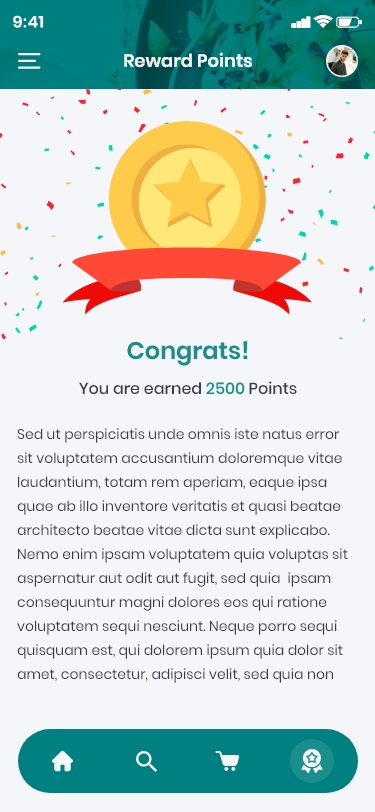 9:41
Reward Points
Congrats!
You are earned 2500 Points
Sed ut perspiciatis unde omnis iste natus error
sit voluptatem accusantium doloremque vitae
laudantium, totam rem aperiam, eaque ipsa
quae ab illo inventore veritatis et quasi beatae
architecto beatae vitae dicta sunt explicabo.
Nemo enim ipsam voluptatem quia voluptas sit
aspernatur aut odit aut fugit, sed quia  ipsam
consequuntur magni dolores eos qui ratione
voluptatem sequi nesciunt. Neque porro sequi
quisquam est, qui dolorem ipsum quia dolor sit
amet, consectetur, adipisci velit, sed quia non